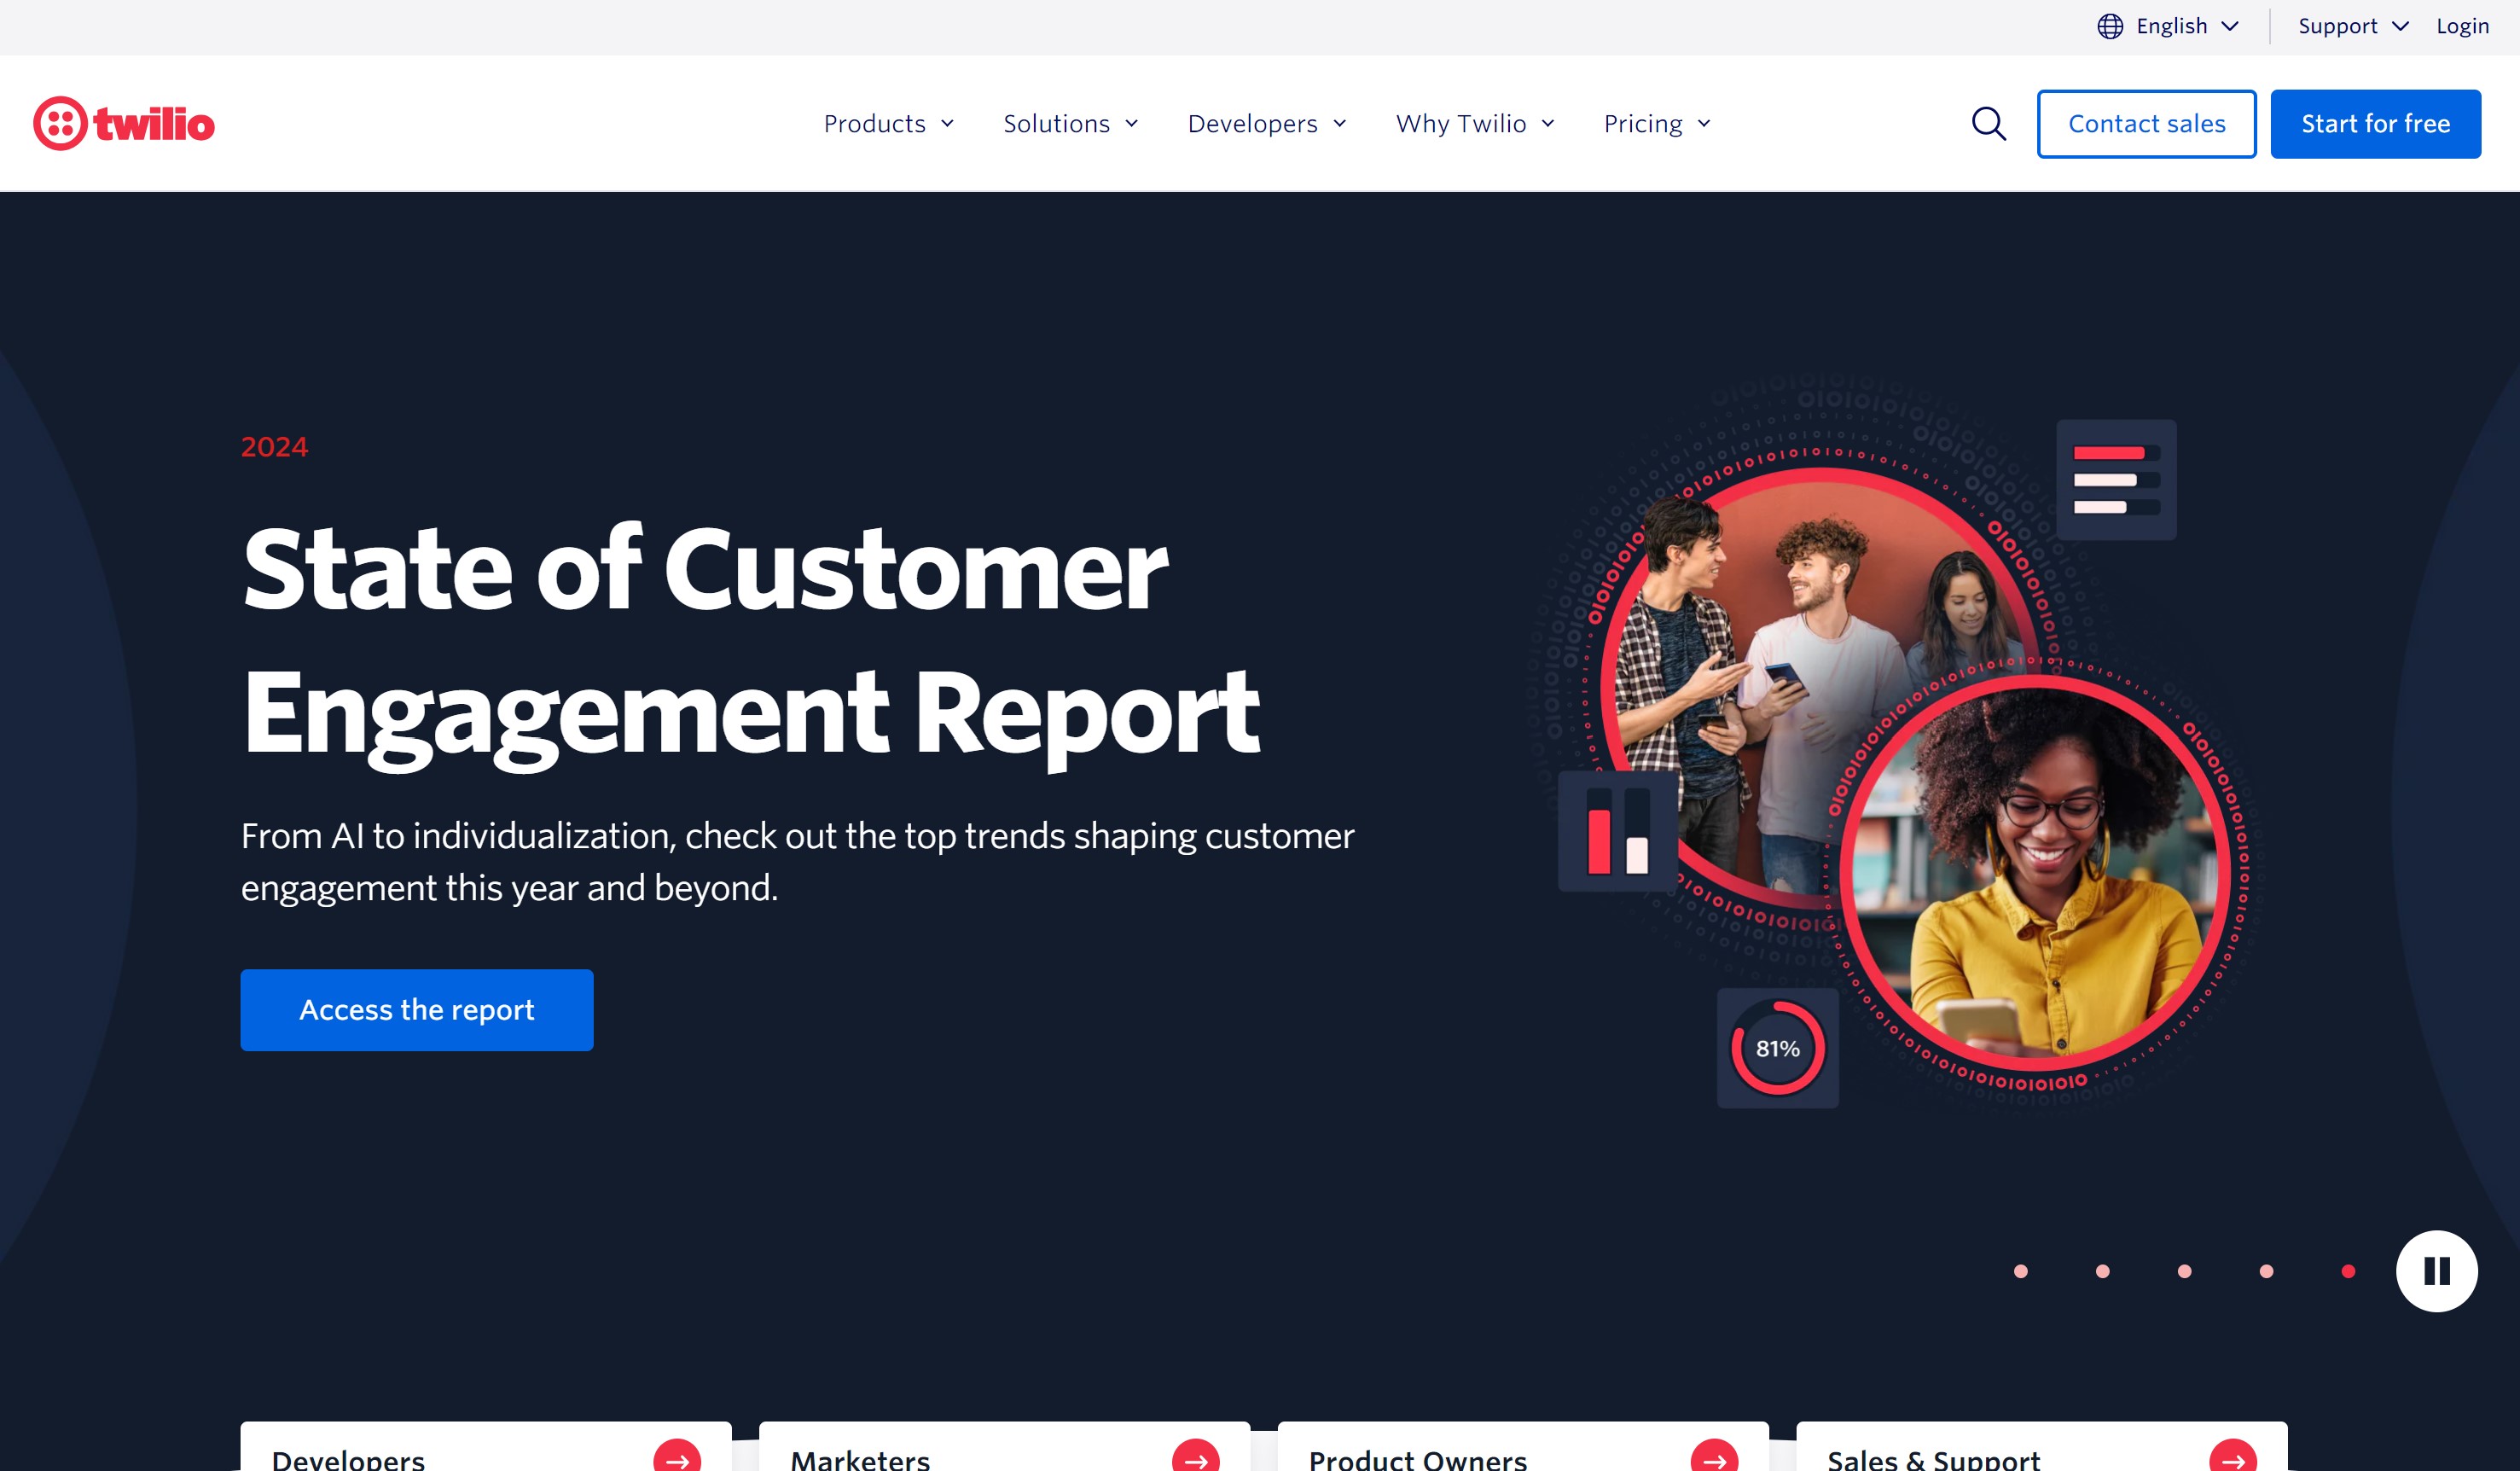 English
Support
Login
twilio
Products
Solutions
Developers
Why Twilio
Pricing
Contact sales
Start for free
2024
State of Customer
Engagement Report
From AI to individualization, check out the top trends shaping customer
engagement this year and beyond.
Access the report
81%
Developers
Marketers
Product Owners
Sales & Support